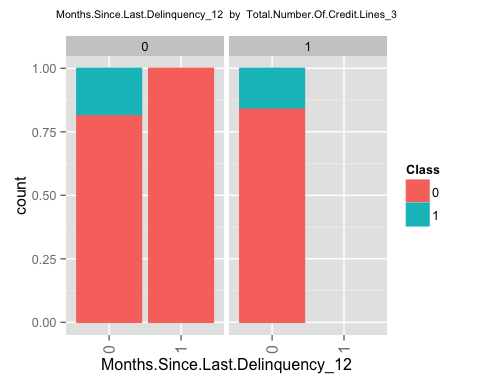 Months.Since.Last.Delinquency_12 by Total.Number.Of.Credit.Lines_3
0 1
1.00
0.75
0.50
0.25
0.00
count
0 1 0 1
Months.Since.Last.Delinquency_12
Class
0
1